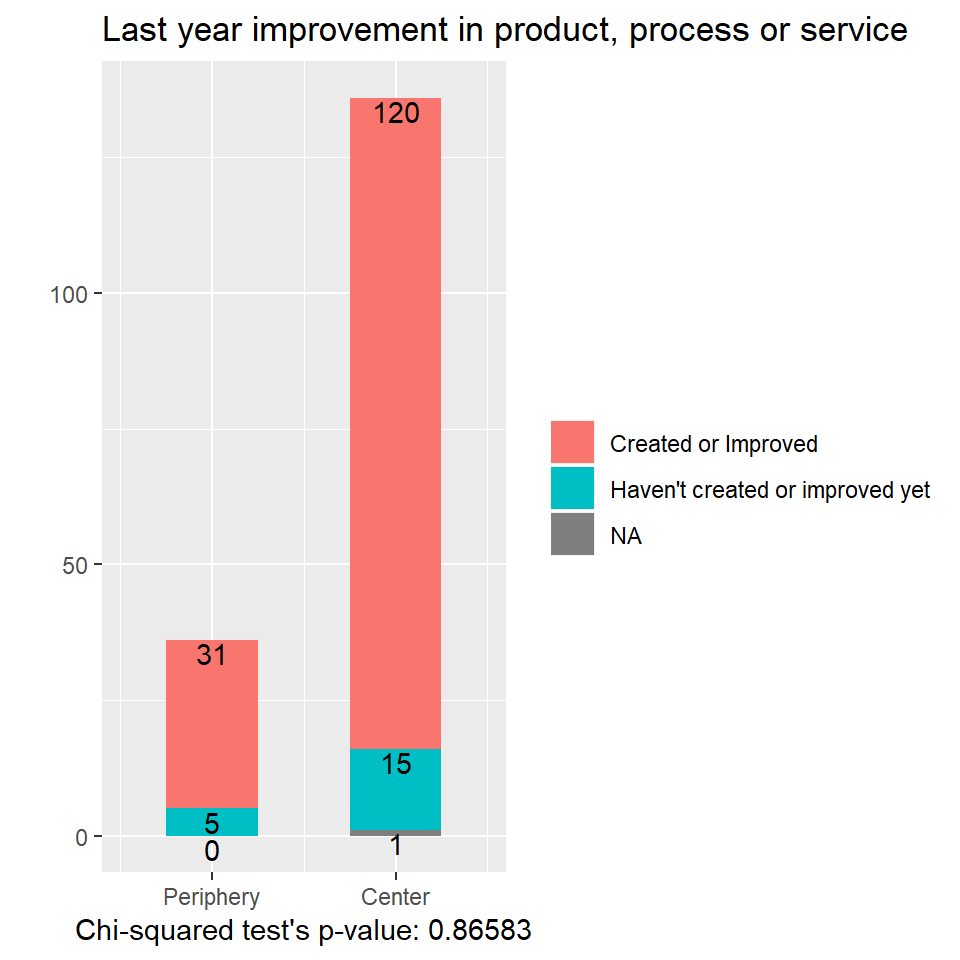 Last year improvement in product, process or service
120
100
Created or Improved
Haven't created or improved yet
NA
50
31
15
5
0
0
1
Periphery
Center
Chi-squared test's p-value: 0.86583